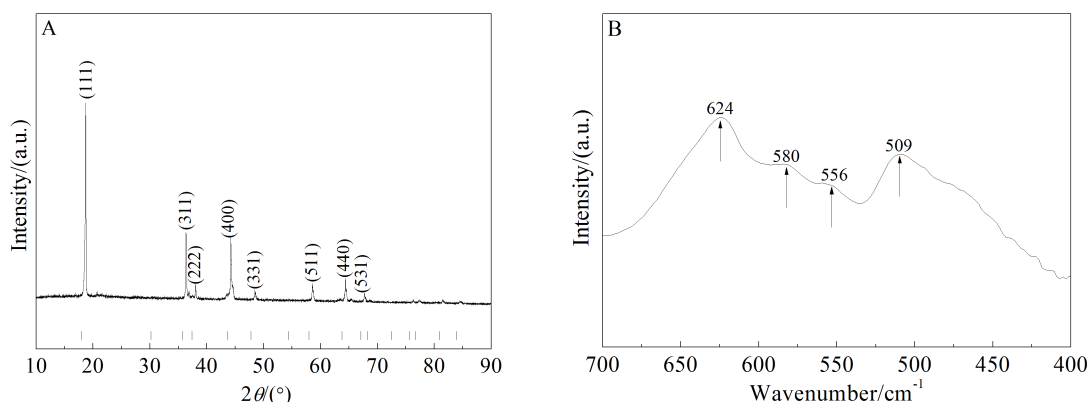 A
Intensity/(a.u.)
(111)
(311)
(222)
(400)
(331)
(511)
(440)
(531)
10 20 30 40 50 60 70 80 90
2θ/(°)
B
Intensity/(a.u.)
624
580
556
509
700 650 600 550 500 450 400
Wavenumber/cm⁻¹